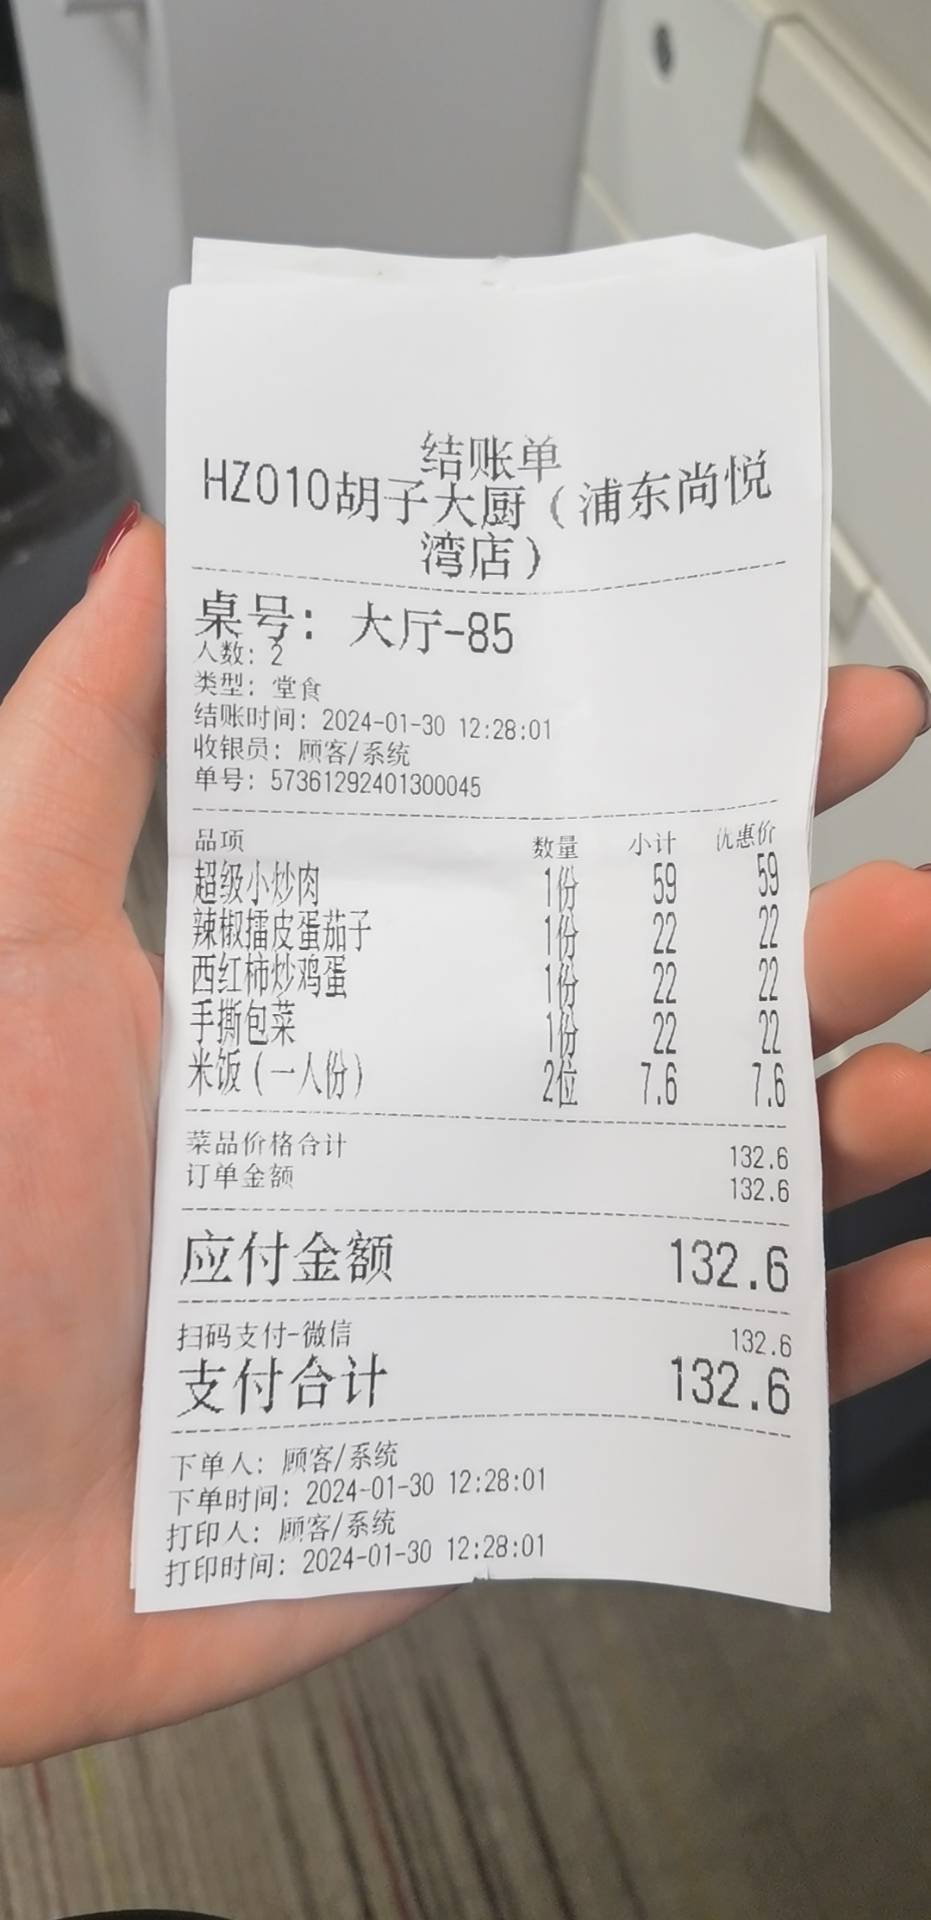 结账单
HZ010胡子大厨（浦东尚悦
湾店）
桌号：大厅-85
人数：2
类型：堂食
结账时间：2024-01-30 12:28:01
收银员：顾客/系统
单号：573612922401300045
品项 数量 小计 优惠价
超级小炒肉 1份 59 59
辣椒擂皮蛋茄子 1份 22 22
西红柿炒鸡蛋 1份 22 22
手撕包菜 1份 22 22
米饭（一人份） 2位 7.6 7.6
菜品价格合计 132.6
订单金额 132.6
应付金额 132.6
扫码支付-微信 132.6
支付合计 132.6
下单人：顾客/系统
下单时间：2024-01-30 12:28:01
打印人：顾客/系统
打印时间：2024-01-30 12:28:01